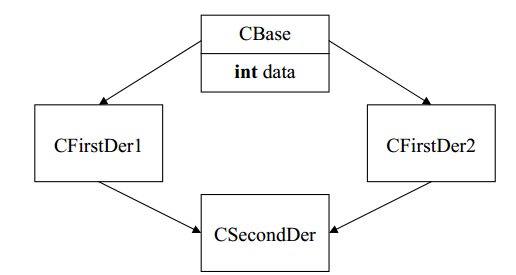 CBase
int data
CFirstDer1
CFirstDer2
CSecondDer